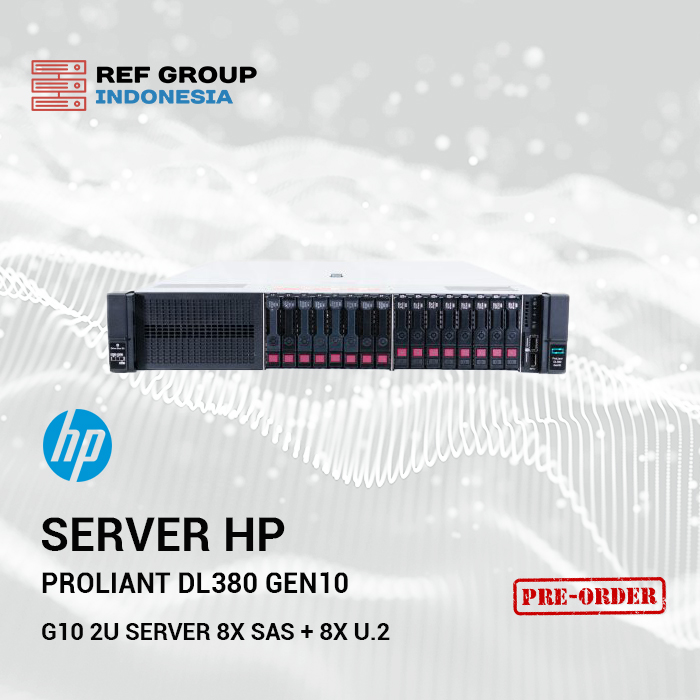 REF GROUP
INDONESIA
hp
SERVER HP
PROLIANT DL380 GEN10
G10 2U SERVER 8X SAS + 8X U.2
PRE-ORDER